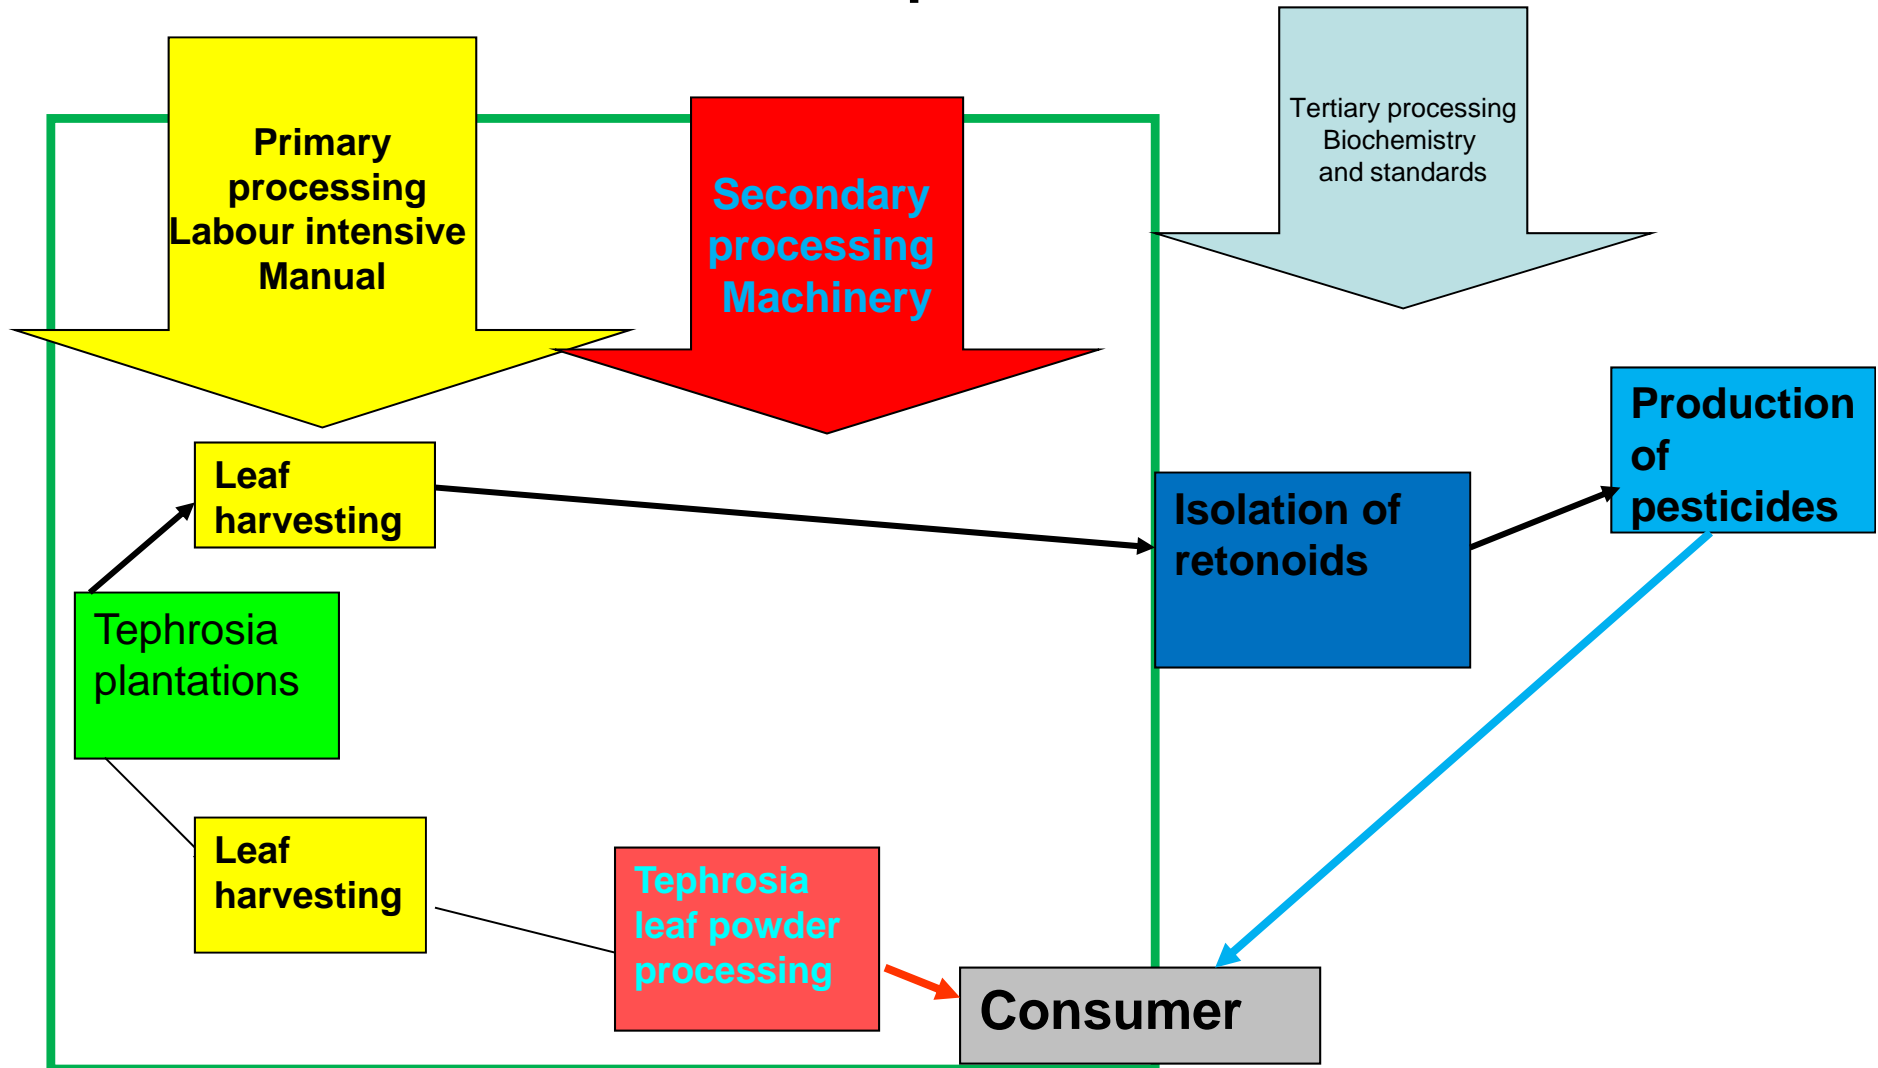 Primary
processing
Labour intensive
Manual
Secondary
processing
Machinery
Tertiary processing
Biochemistry
and standards
Leaf
harvesting
Tephrosia
plantations
Isolation of
retonoids
Production
of
pesticides
Leaf
harvesting
Tephrosia
leaf powder
processing
Consumer